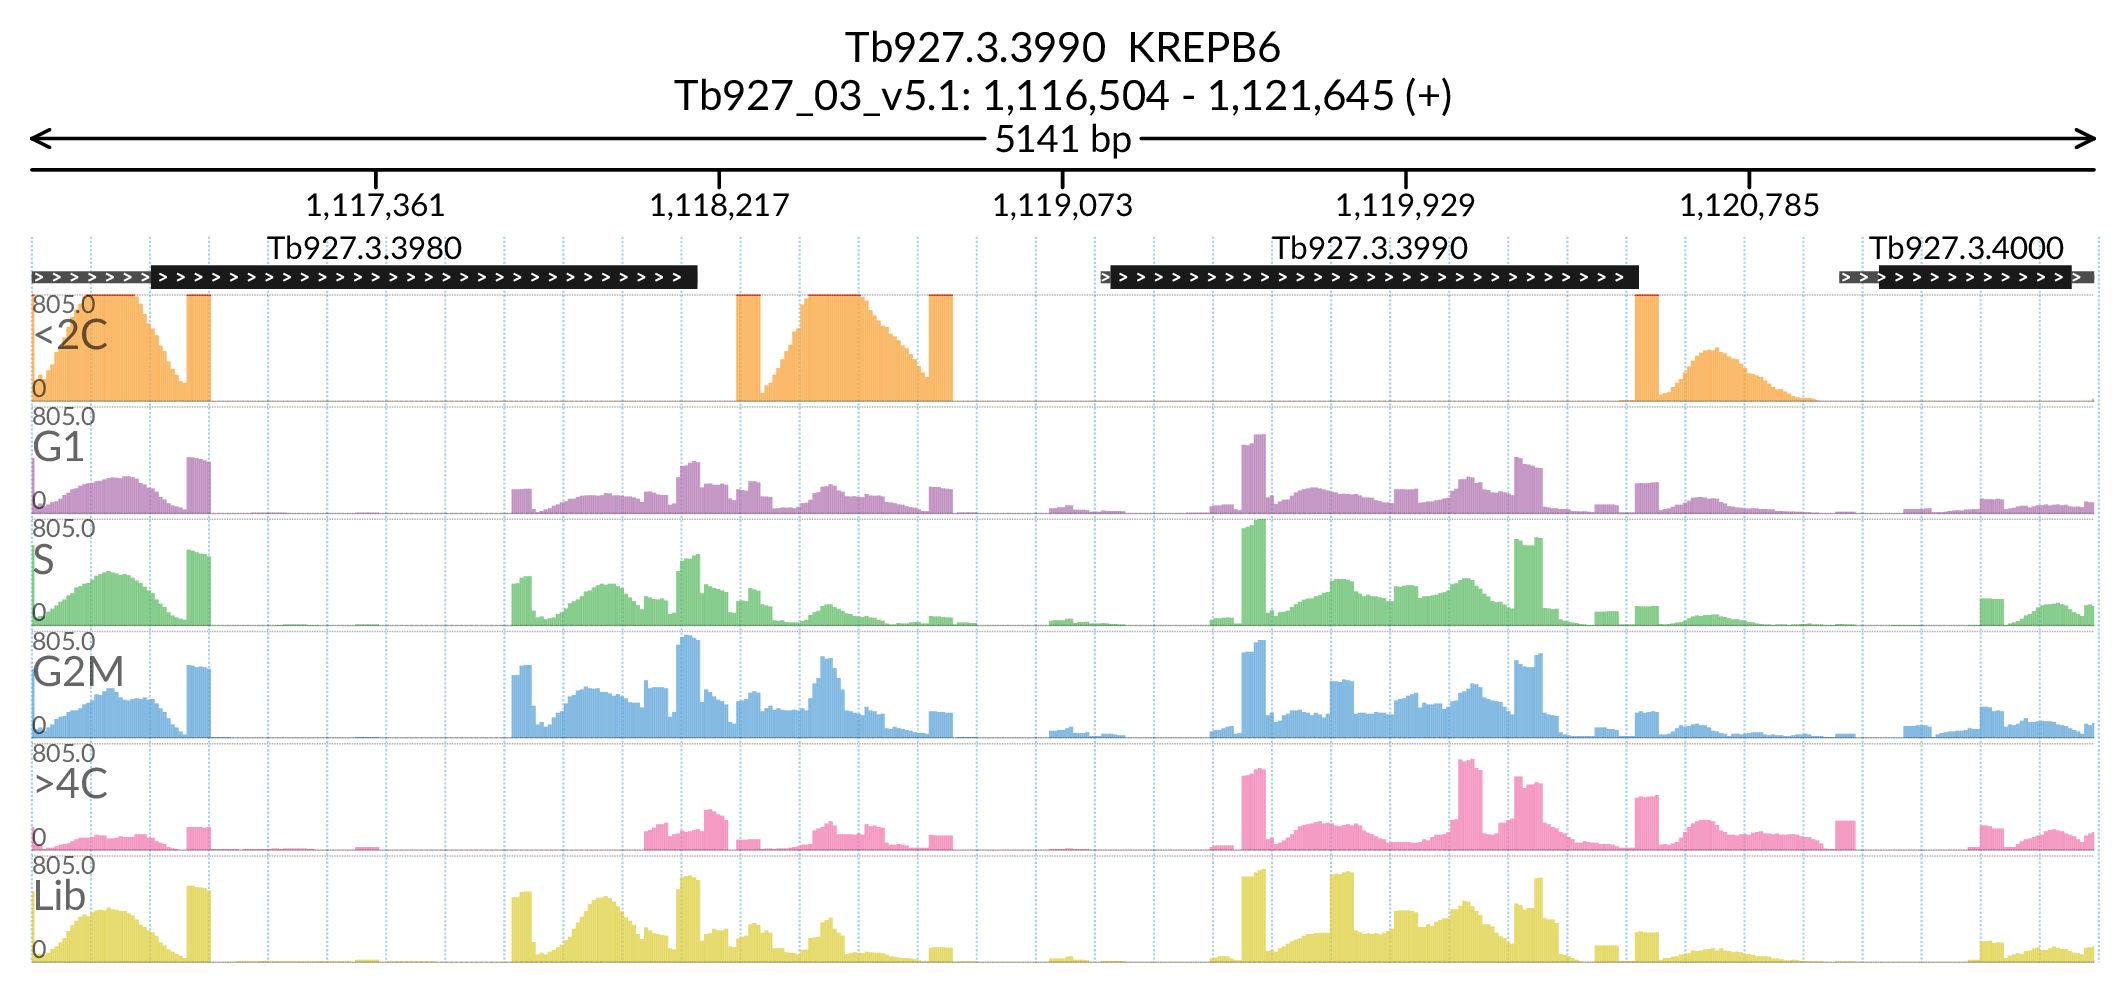 Tb927.3.3990 KREPB6
Tb927_03_v5.1: 1,116,504 - 1,121,645 (+)
5141 bp
1,117,361 1,118,217 1,119,073 1,119,929 1,120,785
Tb927.3.3980 Tb927.3.3990 Tb927.3.4000
805.0
<2C
0
805.0
G1
0
805.0
S
0
805.0
G2M
0
805.0
>4C
0
805.0
Lib
0